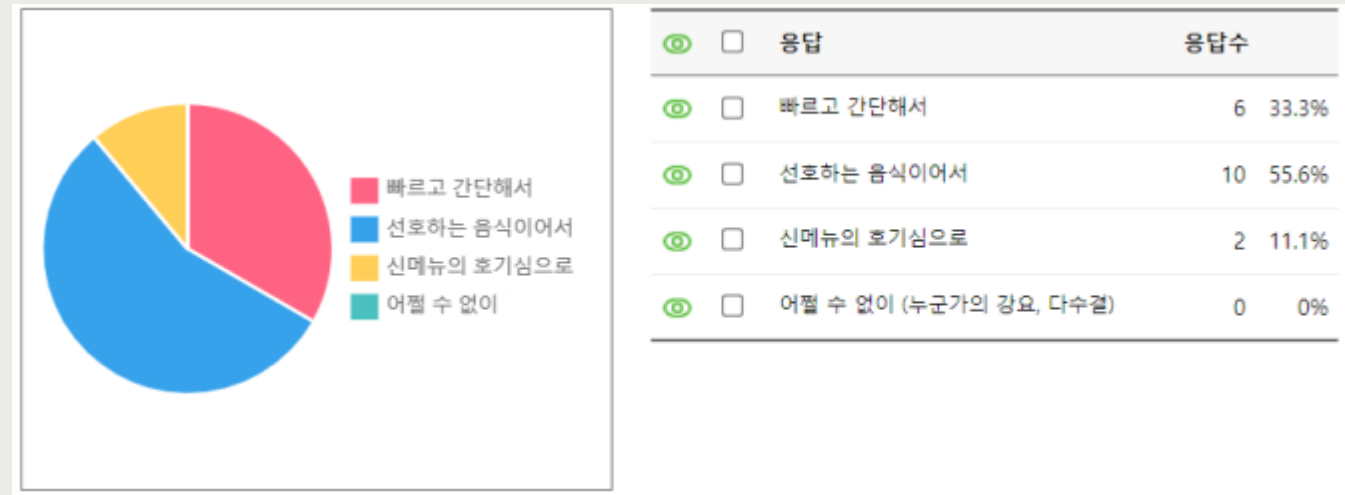 빠르고 간단해서
선호하는 음식이어서
신메뉴의 호기심으로
어쩔 수 없이
응답 응답수
빠르고 간단해서 6 33.3%
선호하는 음식이어서 10 55.6%
신메뉴의 호기심으로 2 11.1%
어쩔 수 없이 (누군가의 강요, 다수결) 0 0%